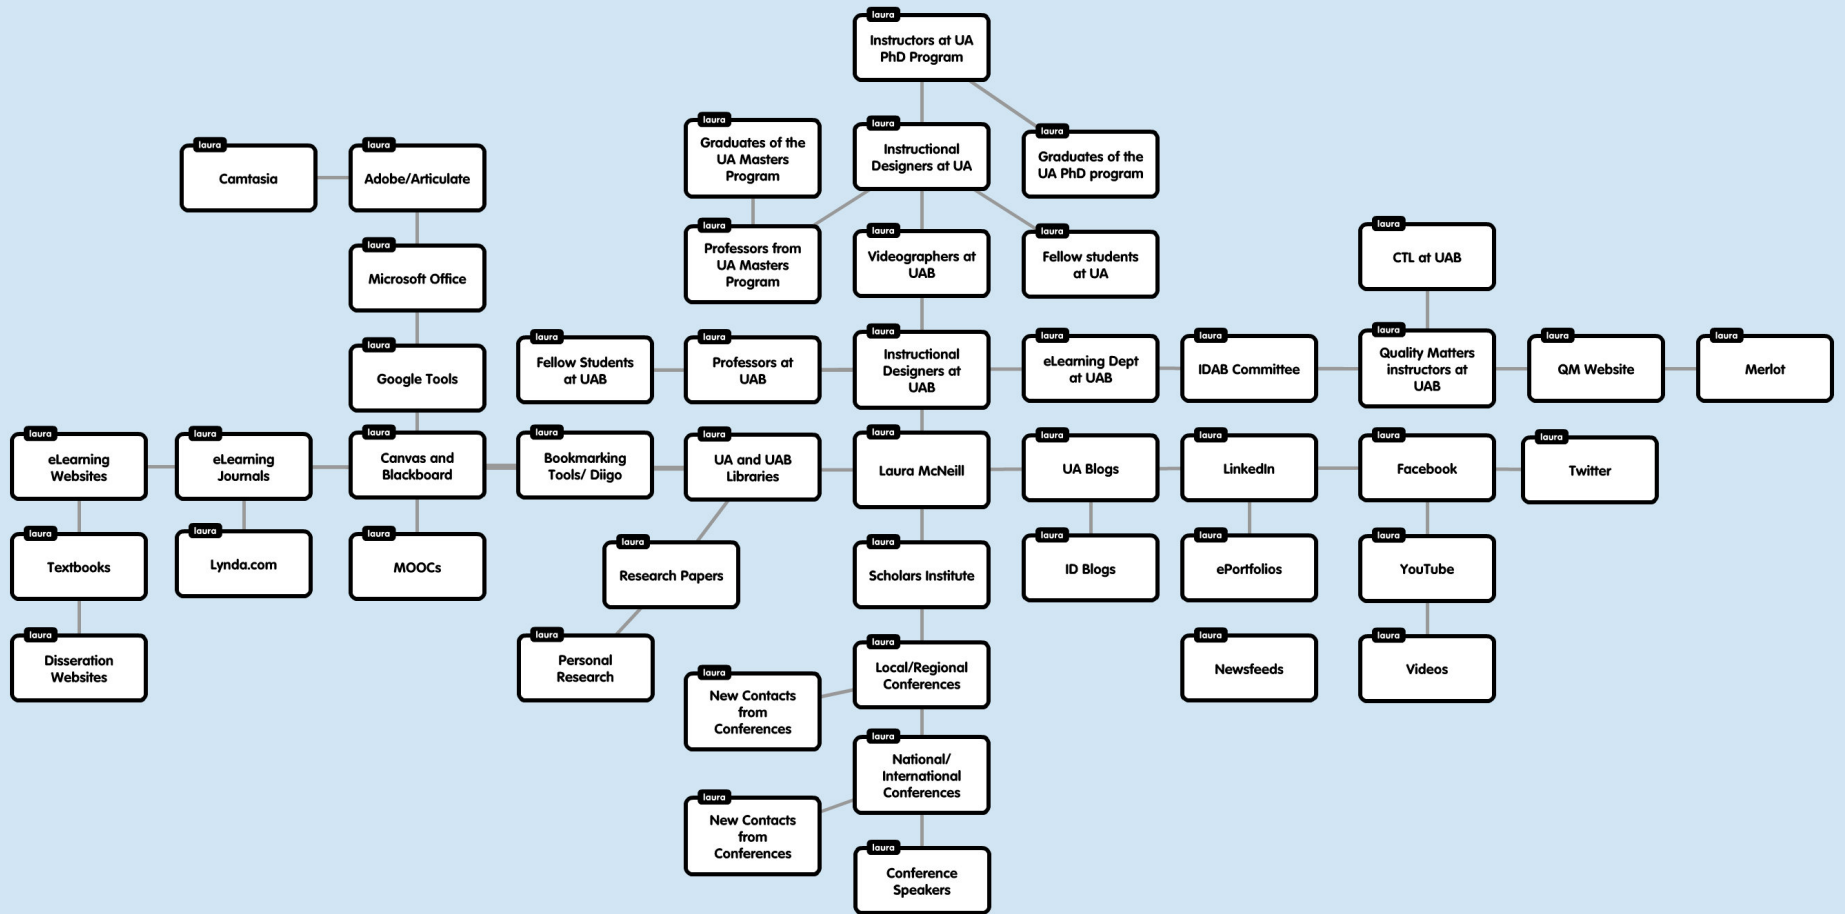 laura
Instructors at UA
PhD Program
laura
Graduates of the
UA Masters
Program
laura
Instructional
Designers at UA
laura
Graduates of the
UA PhD program
laura
Camtasia
laura
Adobe/Articulate
laura
Professors from
UA Masters
Program
laura
Videographers at
UAB
laura
Fellow students
at UA
laura
CTL at UAB
laura
Microsoft Office
laura
Google Tools
laura
Fellow Students
at UAB
laura
Professors at
UAB
laura
Instructional
Designers at
UAB
laura
eLearning Dept
at UAB
laura
IDAB Committee
laura
Quality Matters
instructors at
UAB
laura
QM Website
laura
Merlot
laura
eLearning
Websites
laura
eLearning
Journals
laura
Canvas and
Blackboard
laura
Bookmarking
Tools/ Diigo
laura
UA and UAB
Libraries
laura
Laura McNeill
laura
UA Blogs
laura
LinkedIn
laura
Facebook
laura
Twitter
laura
Textbooks
laura
Lynda.com
laura
MOOCs
laura
Research Papers
laura
Scholars Institute
laura
ID Blogs
laura
ePortfolios
laura
YouTube
laura
Disseration
Websites
laura
Personal
Research
laura
New Contacts
from
Conferences
laura
Local/Regional
Conferences
laura
Newsfeeds
laura
Videos
laura
National/
International
Conferences
laura
New Contacts
from
Conferences
laura
Conference
Speakers